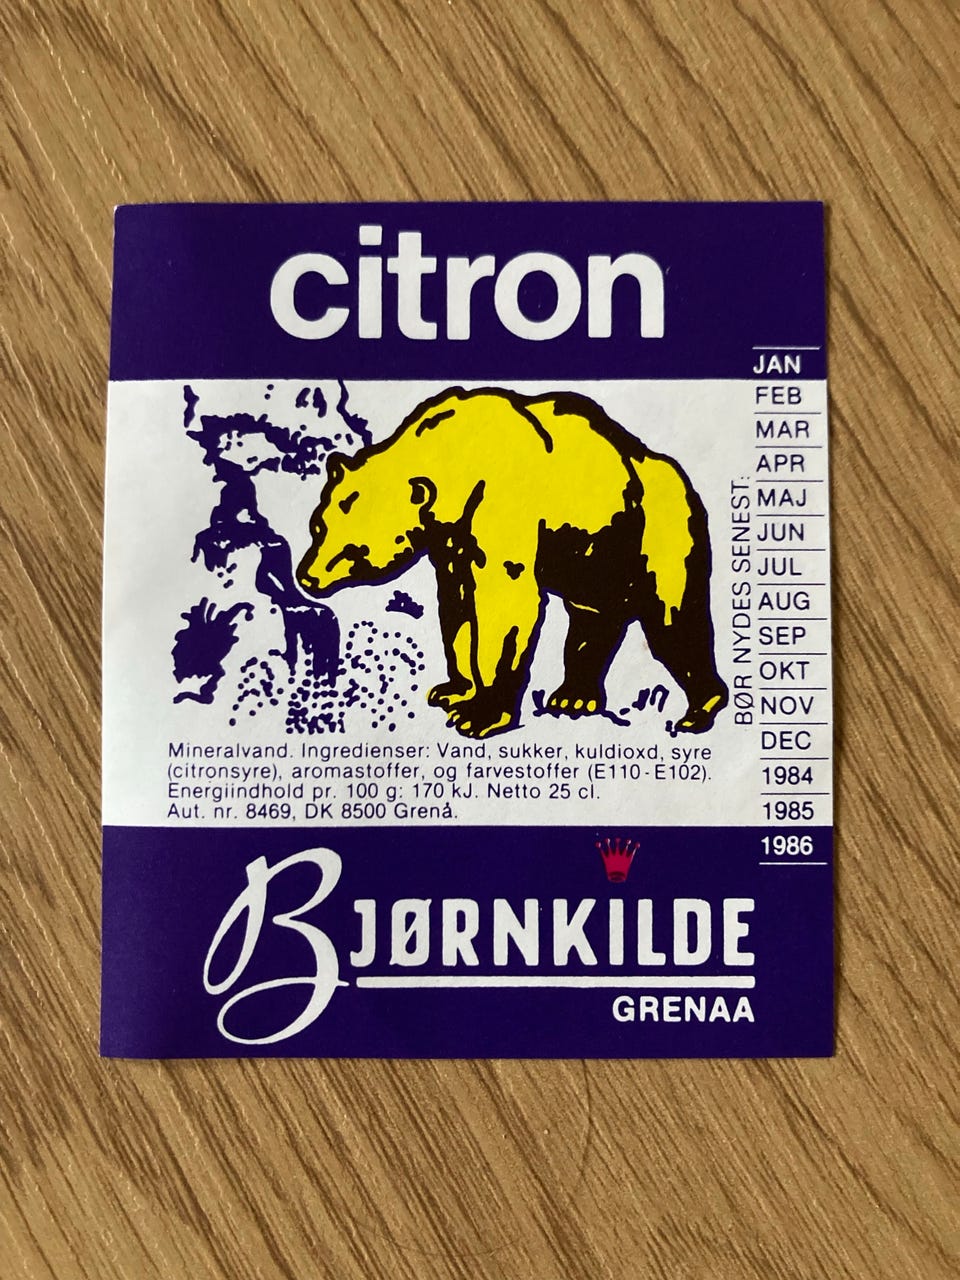 citron
BØR NYDES SENEST:
JAN
FEB
MAR
APR
MAJ
JUN
JUL
AUG
SEP
OKT
NOV
DEC
1984
1985
1986
Mineralvand. Ingredienser: Vand, sukker, kuldioxd, syre
(citronsyre), aromastoffer, og farvestoffer (E110-E102).
Energiindhold pr. 100 g: 170 kJ. Netto 25 cl.
Aut. nr. 8469, DK 8500 Grenå.
BJØRNKILDE
GRENAA